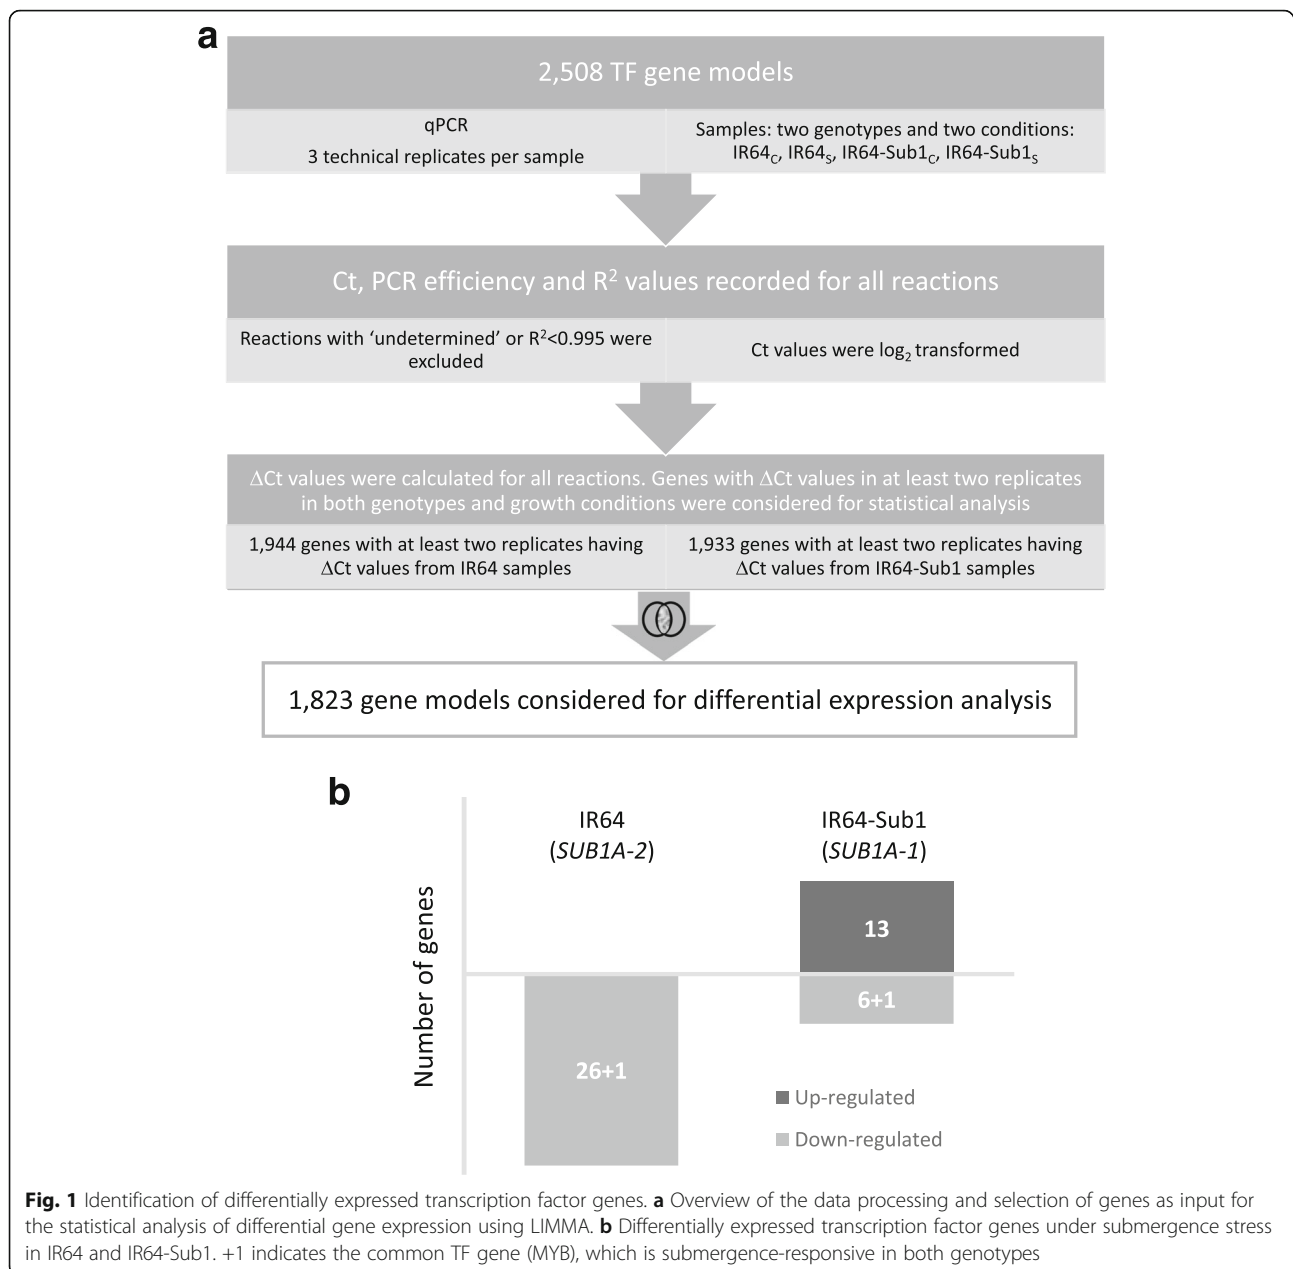 a
2,508 TF gene models
qPCR
3 technical replicates per sample
Samples: two genotypes and two conditions:
IR64C, IR64S, IR64-Sub1C, IR64-Sub1S
Ct, PCR efficiency and R² values recorded for all reactions
Reactions with ‘undetermined’ or R²<0.995 were
excluded
Ct values were log₂ transformed
ΔCt values were calculated for all reactions. Genes with ΔCt values in at least two replicates
in both genotypes and growth conditions were considered for statistical analysis
1,944 genes with at least two replicates having
ΔCt values from IR64 samples
1,933 genes with at least two replicates having
ΔCt values from IR64-Sub1 samples
1,823 gene models considered for differential expression analysis
b
Number of genes
IR64
(SUB1A-2)
IR64-Sub1
(SUB1A-1)
13
6+1
26+1
Up-regulated
Down-regulated
Fig. 1 Identification of differentially expressed transcription factor genes. a Overview of the data processing and selection of genes as input for
the statistical analysis of differential gene expression using LIMMA. b Differentially expressed transcription factor genes under submergence stress
in IR64 and IR64-Sub1. +1 indicates the common TF gene (MYB), which is submergence-responsive in both genotypes